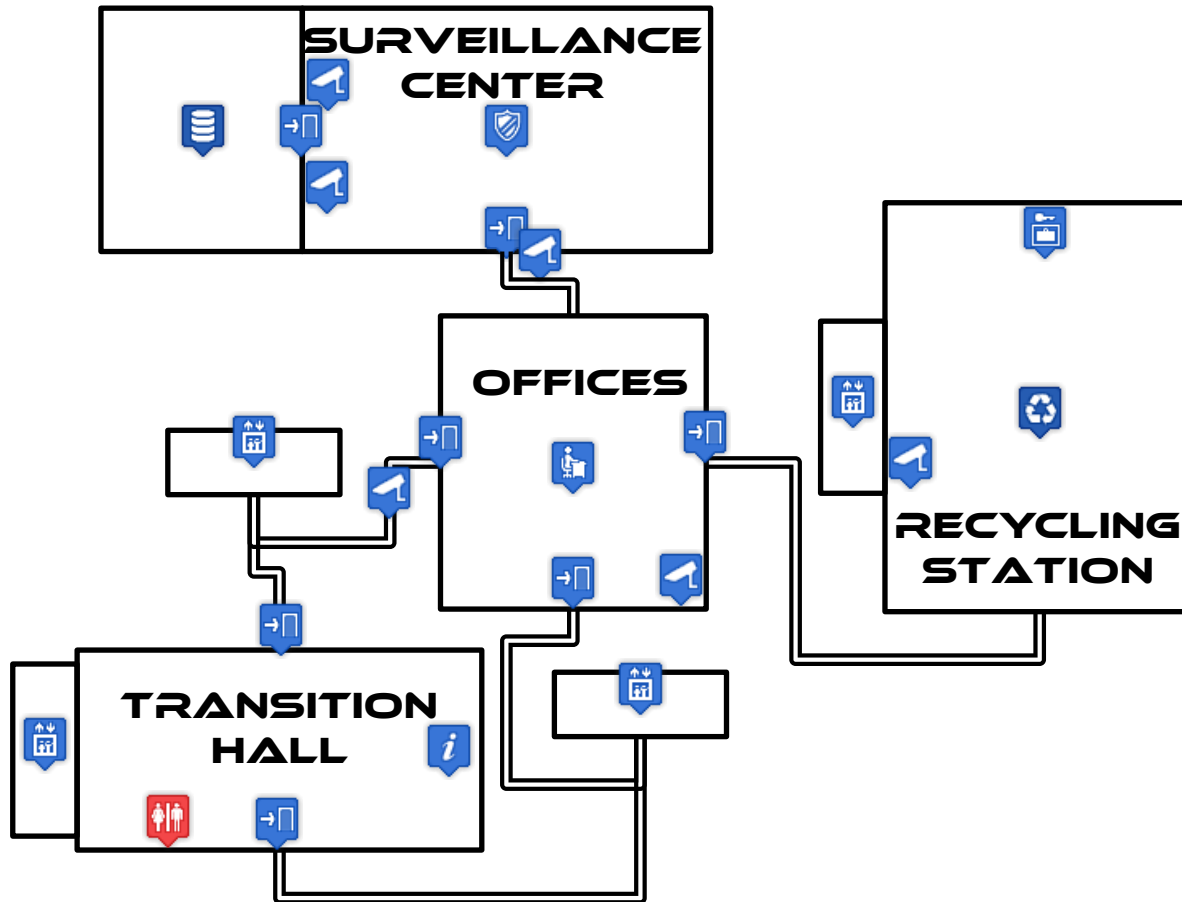 SURVEILLANCE
CENTER
OFFICES
RECYCLING
STATION
TRANSITION
HALL
i